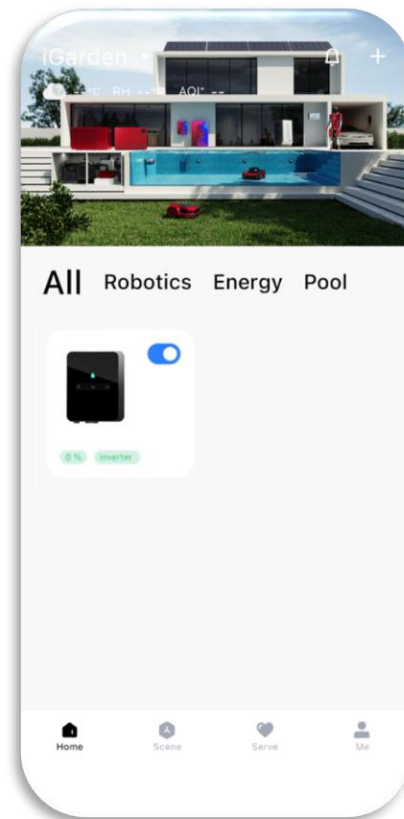 iGarden
--°C RH --% AQI* --
All Robotics Energy Pool
0 % inverter
Home Scene Serve Me